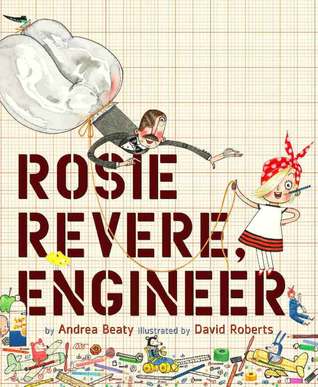 ROSIE
REVERE,
ENGINEER
by Andrea Beaty illustrated by David Roberts